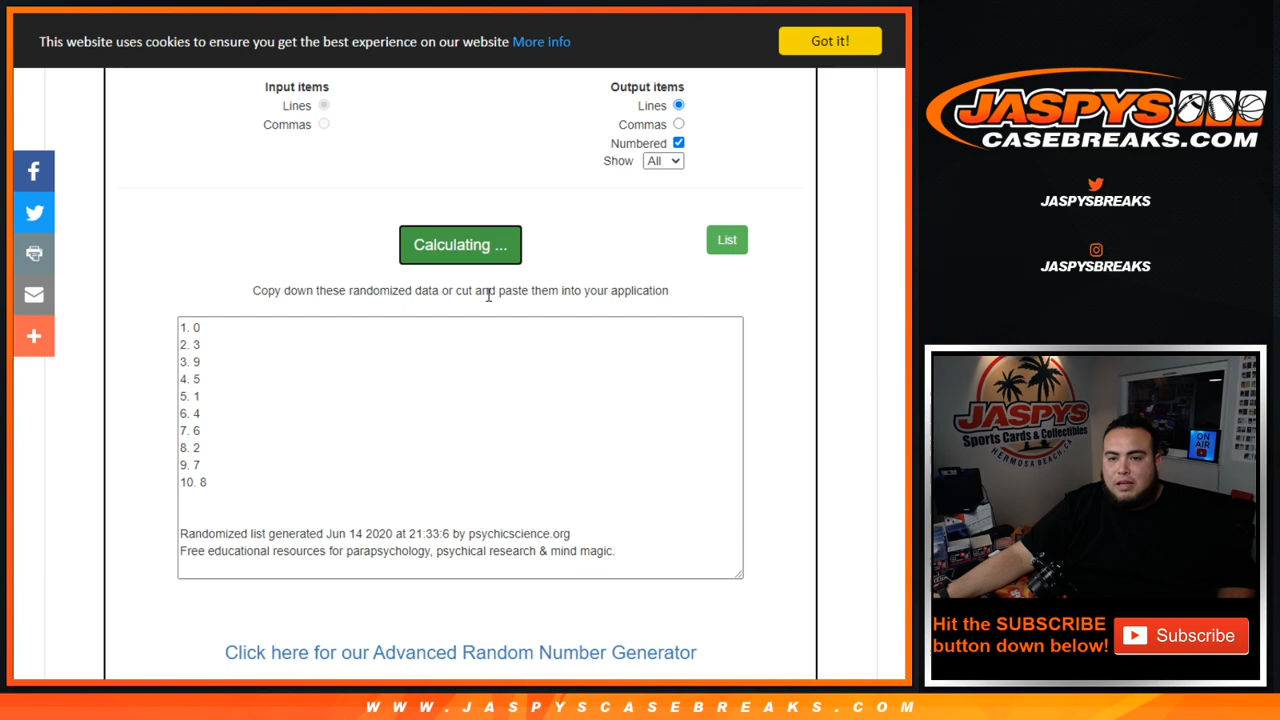 This website uses cookies to ensure you get the best experience on our website More info
Got it!
Input items
Lines
Commas
Output items
Lines
Commas
Numbered
Show All
Calculating ...
List
Copy down these randomized data or cut and paste them into your application
1. 0
2. 3
3. 9
4. 5
5. 1
6. 4
7. 6
8. 2
9. 7
10. 8
Randomized list generated Jun 14 2020 at 21:33:6 by psychicscience.org
Free educational resources for parapsychology, psychical research & mind magic.
Click here for our Advanced Random Number Generator
JASPYS
CASEBREAKS.COM
JASPYSBREAKS
JASPYSBREAKS
JASPYS
Sports Cards & Collectibles
HERMOSA BEACH, CA
ON AIR
Hit the SUBSCRIBE
button down below!
Subscribe
WWW.JASPYSCASEBREAKS.COM